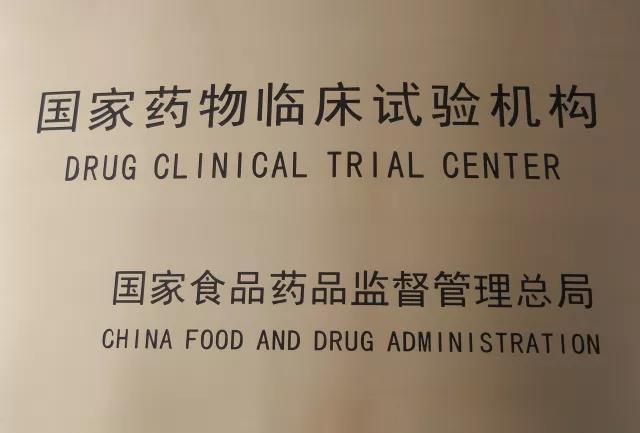 国家药物临床试验机构
DRUG CLINICAL TRIAL CENTER
国家食品药品监督管理总局
CHINA FOOD AND DRUG ADMINISTRATION